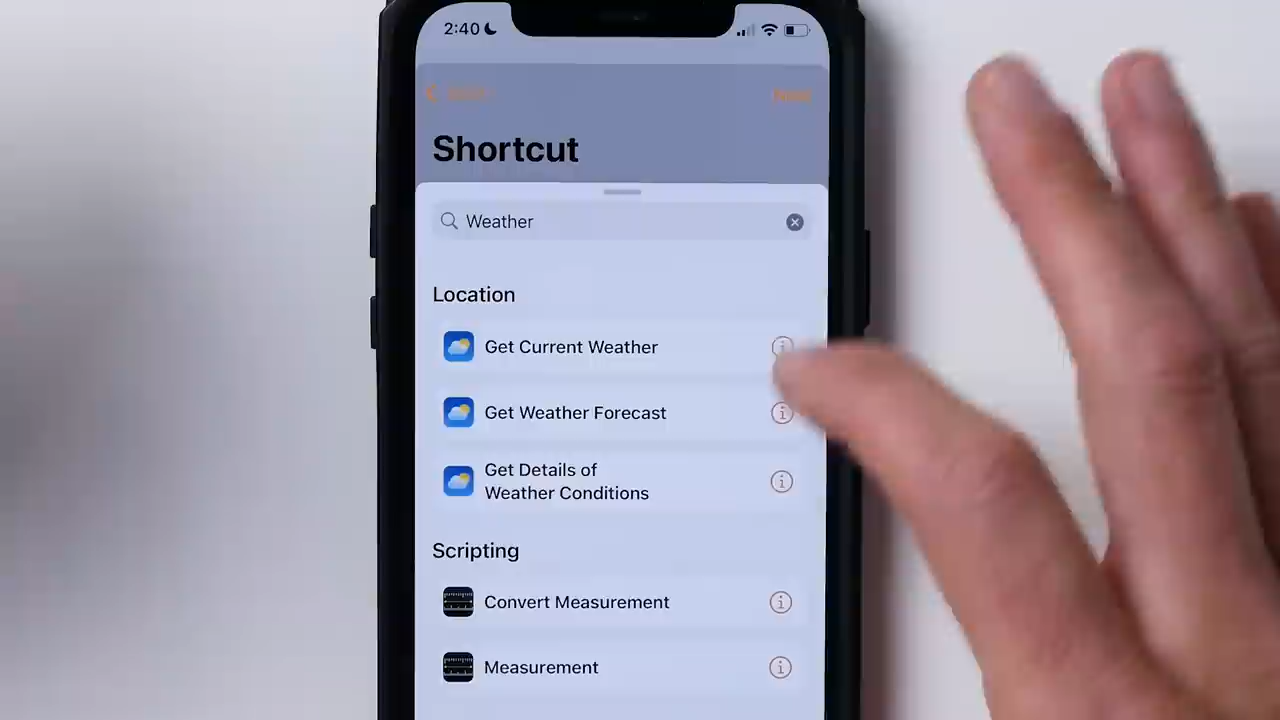 2:40
Shortcut
Weather
Location
Get Current Weather
Get Weather Forecast
Get Details of
Weather Conditions
Scripting
Convert Measurement
Measurement